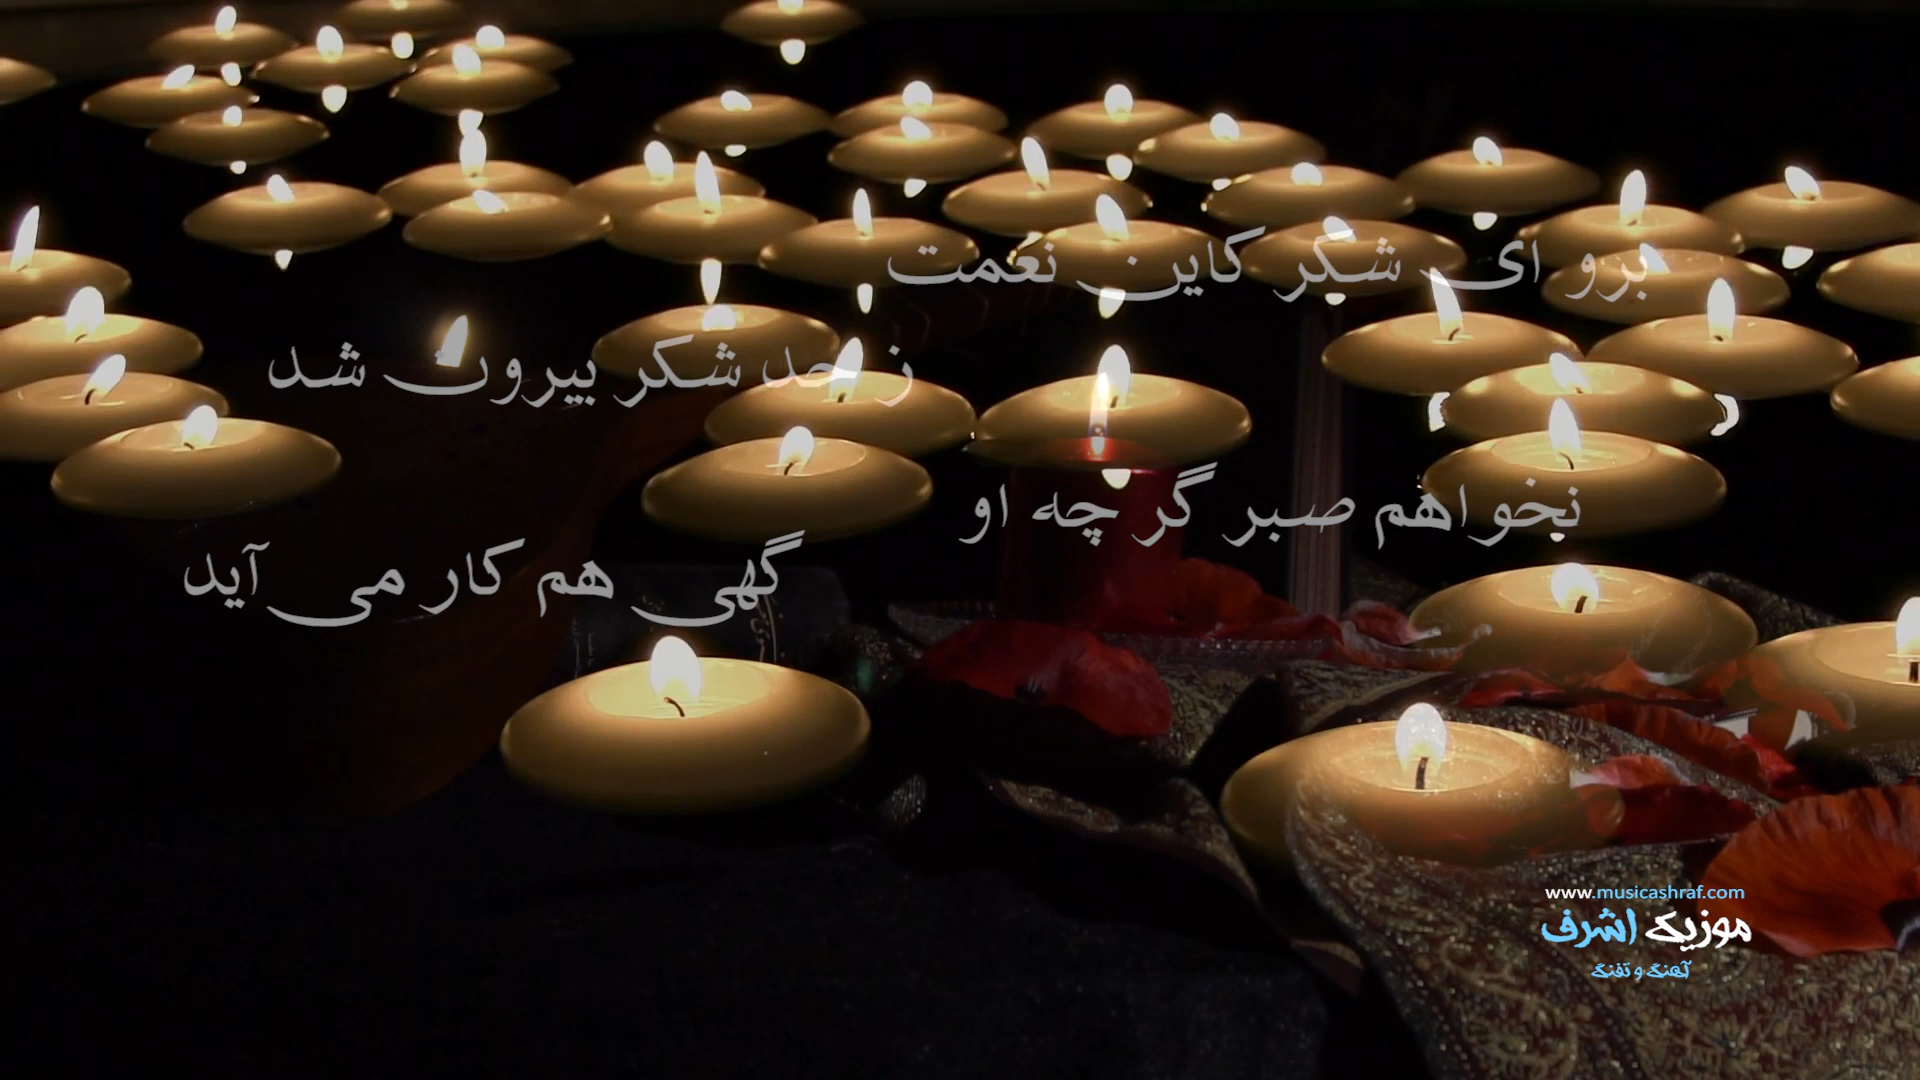 برو ای شکر کاین نعمت
ز حد شکر بیرون شد
نخواهم صبر گر چه او
گهی هم کار می آید
www.musicashraf.com
موزیک اشرف
آهنگ و تفنگ